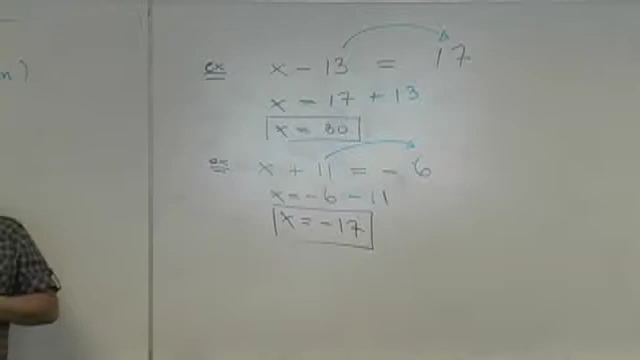 ex x - 13 = 17
x = 17 + 13
x = 30
ex x + 11 = - 6
x = - 6 - 11
x = - 17